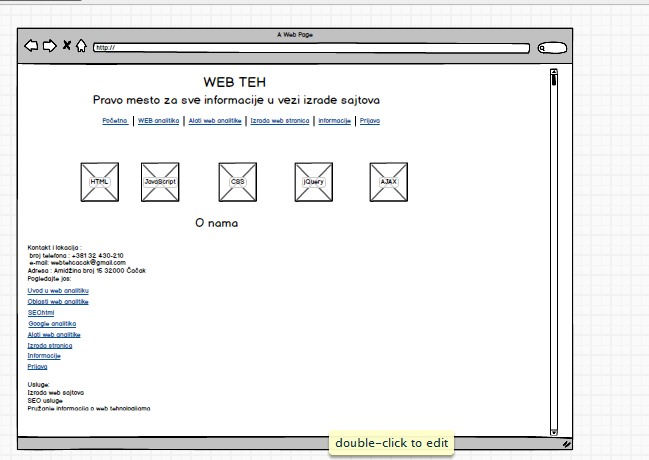 A Web Page
http://
WEB TEH
Pravo mesto za sve informacije u vezi izrade sajtova
Početna | WEB analitika | Alati web analitike | Izrada web stranica | Informacije | Prijava
HTML JavaScript CSS jQuery AJAX
O nama
Kontakt i lokacija :
broj telefona : +381 32 430-210
e-mail: webtehcacak@gmail.com
Adresa : Amidžina broj 15 32000 Čačak
Pogledajte jos:
Uvod u web analitiku
Oblasti web analitike
SEOhtml
Google analitika
Alati web analitike
Izrada stranica
Informacije
Prijava
Usluge:
Izrada web sajtova
SEO usluge
Pružanje informacija o web tehnologijama
double-click to edit